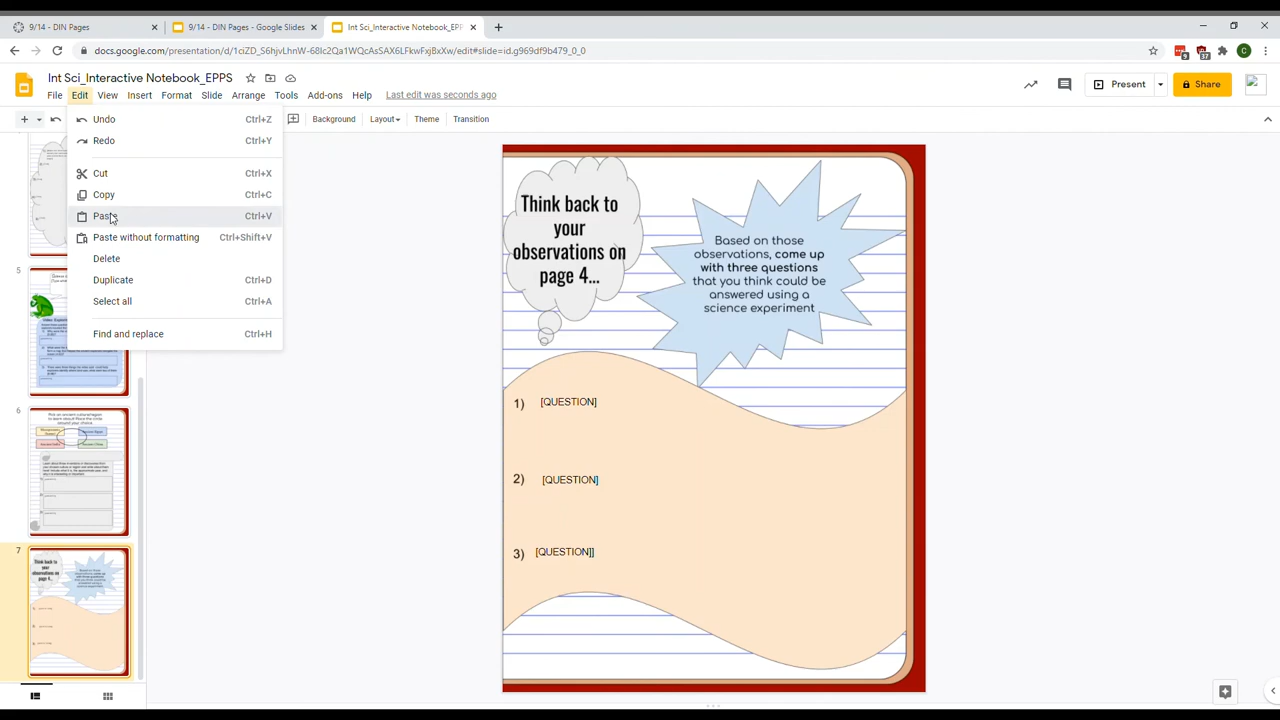 9/14 - DIN Pages
9/14 - DIN Pages - Google Slides
Int Sci_Interactive Notebook_EPP
docs.google.com/presentation/d/1ciZD_S6hjvLhnW-68Ic2Qa1WQcAsSAX6LFkwFxjBxXw/edit#slide=id.g969df9b479_0_0
Int Sci_Interactive Notebook_EPPS
File Edit View Insert Format Slide Arrange Tools Add-ons Help Last edit was seconds ago
Present
Share
Background Layout Theme Transition
Undo Ctrl+Z
Redo Ctrl+Y
Cut Ctrl+X
Copy Ctrl+C
Paste Ctrl+V
Paste without formatting Ctrl+Shift+V
Delete
Duplicate Ctrl+D
Select all Ctrl+A
Find and replace Ctrl+H
5
6
7
Think back to
your
observations on
page 4...
Based on those
observations, come up
with three questions
that you think could be
answered using a
science experiment
1) [QUESTION]
2) [QUESTION]
3) [QUESTION]]